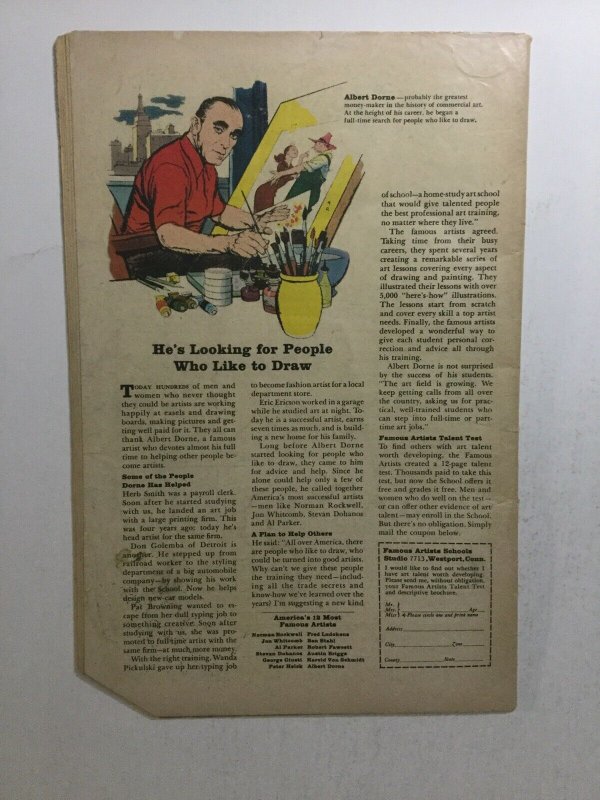 Albert Dorne — probably the greatest
money-maker in the history of commercial art.
At the height of his career, he began a
full-time search for people who like to draw.
He's Looking for People
Who Like to Draw
TODAY HUNDREDS of men and
women who never thought
they could be artists are working
happily at easels and drawing
boards, making pictures and get-
ting well paid for it. They all can
thank Albert Dorne, a famous
artist who devotes almost his full
time to helping other people be-
come artists.
Some of the People
Dorne Has Helped
Herb Smith was a payroll clerk.
Soon after he started studying
with us, he landed an art job
with a large printing firm. This
was four years ago; today he's
head artist for the same firm.
Don Golemba of Detroit is
another. He stepped up from
railroad worker to the styling
department of a big automobile
company—by showing his work
with the School. Now he helps
design new-car models.
Pat Browning wanted to es-
cape from her dull typing job to
something creative. Soon after
studying with us, she was pro-
moted to full-time artist with the
same firm—at much more money.
With the right training, Wanda
Pickulski gave up her typing job
to become fashion artist for a local
department store.
Eric Ericson worked in a garage
while he studied art at night. To-
day he is a successful artist, earns
seven times as much, and is build-
ing a new home for his family.
Long before Albert Dorne
started looking for people who
like to draw, they came to him
for advice and help. Since he
alone could help only a few of
these people, he called together
America's most successful artists
—men like Norman Rockwell,
Jon Whitcomb, Stevan Dohanos
and Al Parker.
A Plan to Help Others
He said: "All over America, there
are people who like to draw, who
could be turned into good artists.
Why can't we give these people
the training they need—includ-
ing all the trade secrets and
know-how we've learned over the
years? I'm suggesting a new kind
America's 12 Most
Famous Artists
Norman Rockwell Fred Ludekens
Jon Whitcomb Ben Stahl
Al Parker Robert Fawcett
Stevan Dohanos Austin Briggs
George Giusti Harold Von Schmidt
Peter Helck Albert Dorne
of school—a home-study art school
that would give talented people
the best professional art training,
no matter where they live."
The famous artists agreed.
Taking time from their busy
careers, they spent several years
creating a remarkable series of
art lessons covering every aspect
of drawing and painting. They
illustrated their lessons with over
5,000 "here's-how" illustrations.
The lessons start from scratch
and cover every skill a top artist
needs. Finally, the famous artists
developed a wonderful way to
give each student personal cor-
rection and advice all through
his training.
Albert Dorne is not surprised
by the success of his students.
"The art field is growing. We
keep getting calls from all over
the country, asking us for prac-
tical, well-trained students who
can step into full-time or part-
time art jobs."
Famous Artists Talent Test
To find others with art talent
worth developing, the Famous
Artists created a 12-page talent
test. Thousands paid to take this
test, but now the School offers it
free and grades it free. Men and
women who do well on the test—
or can offer other evidence of art
talent—may enroll in the School.
But there's no obligation. Simply
mail the coupon below.
Famous Artists Schools
Studio 7713, Westport, Conn.
I would like to find out whether I
have art talent worth developing.
Please send me, without obligation,
your Famous Artists Talent Test
and descriptive brochure.
Mr.
Mrs. Age
Miss Please circle one and print name
Address
City Zone
County State